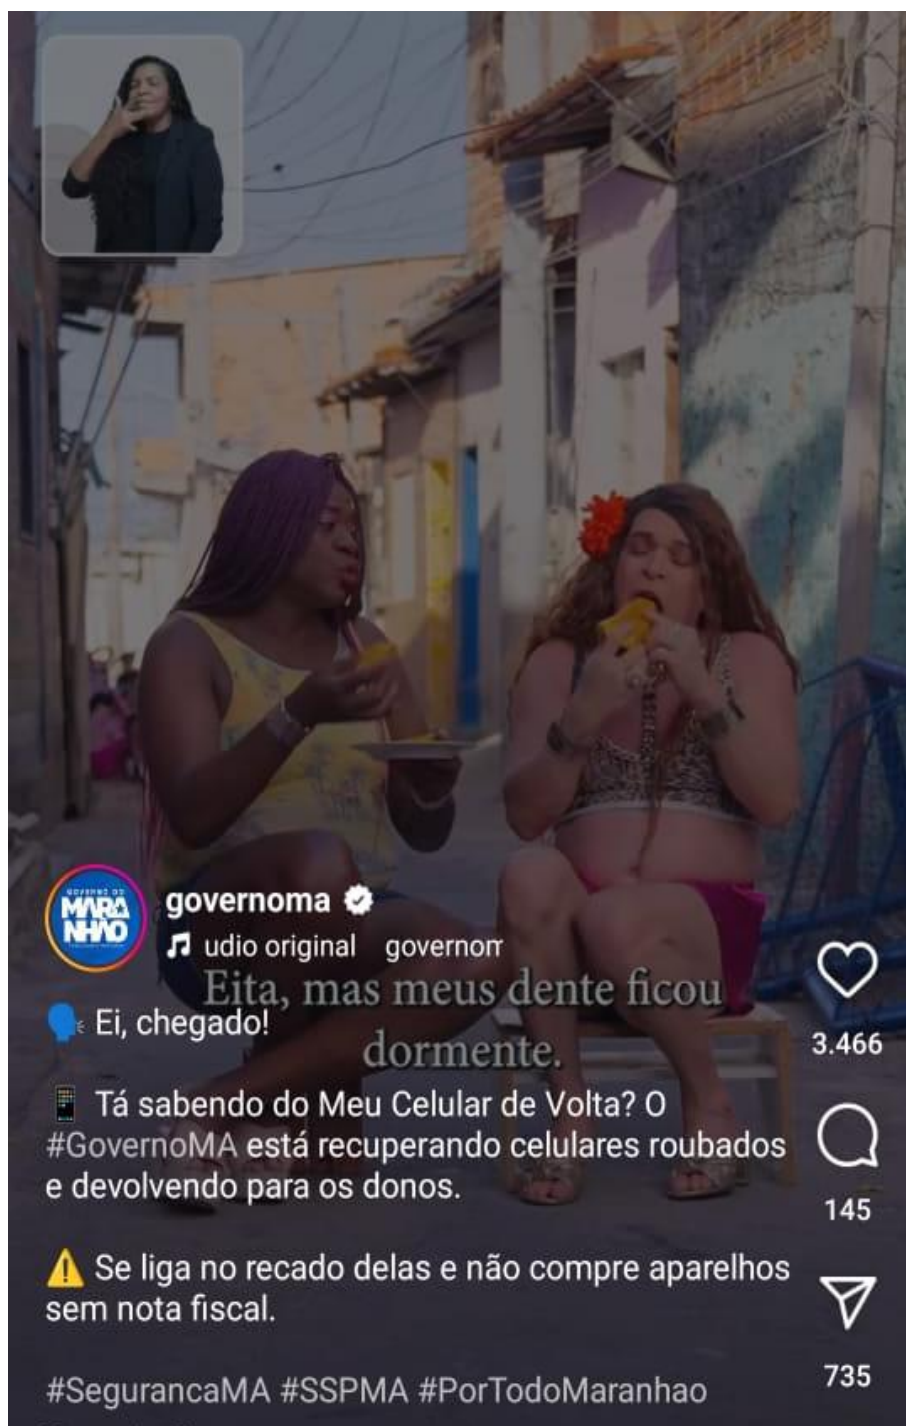 GOVERNO DO
MARA
NHÃO
governoma
udio original governom
Eita, mas meus dente ficou
dormente.
Ei, chegado!
3.466
Tá sabendo do Meu Celular de Volta? O
#GovernoMA está recuperando celulares roubados
e devolvendo para os donos.
145
Se liga no recado delas e não compre aparelhos
sem nota fiscal.
735
#SegurancaMA #SSPMA #PorTodoMaranhao